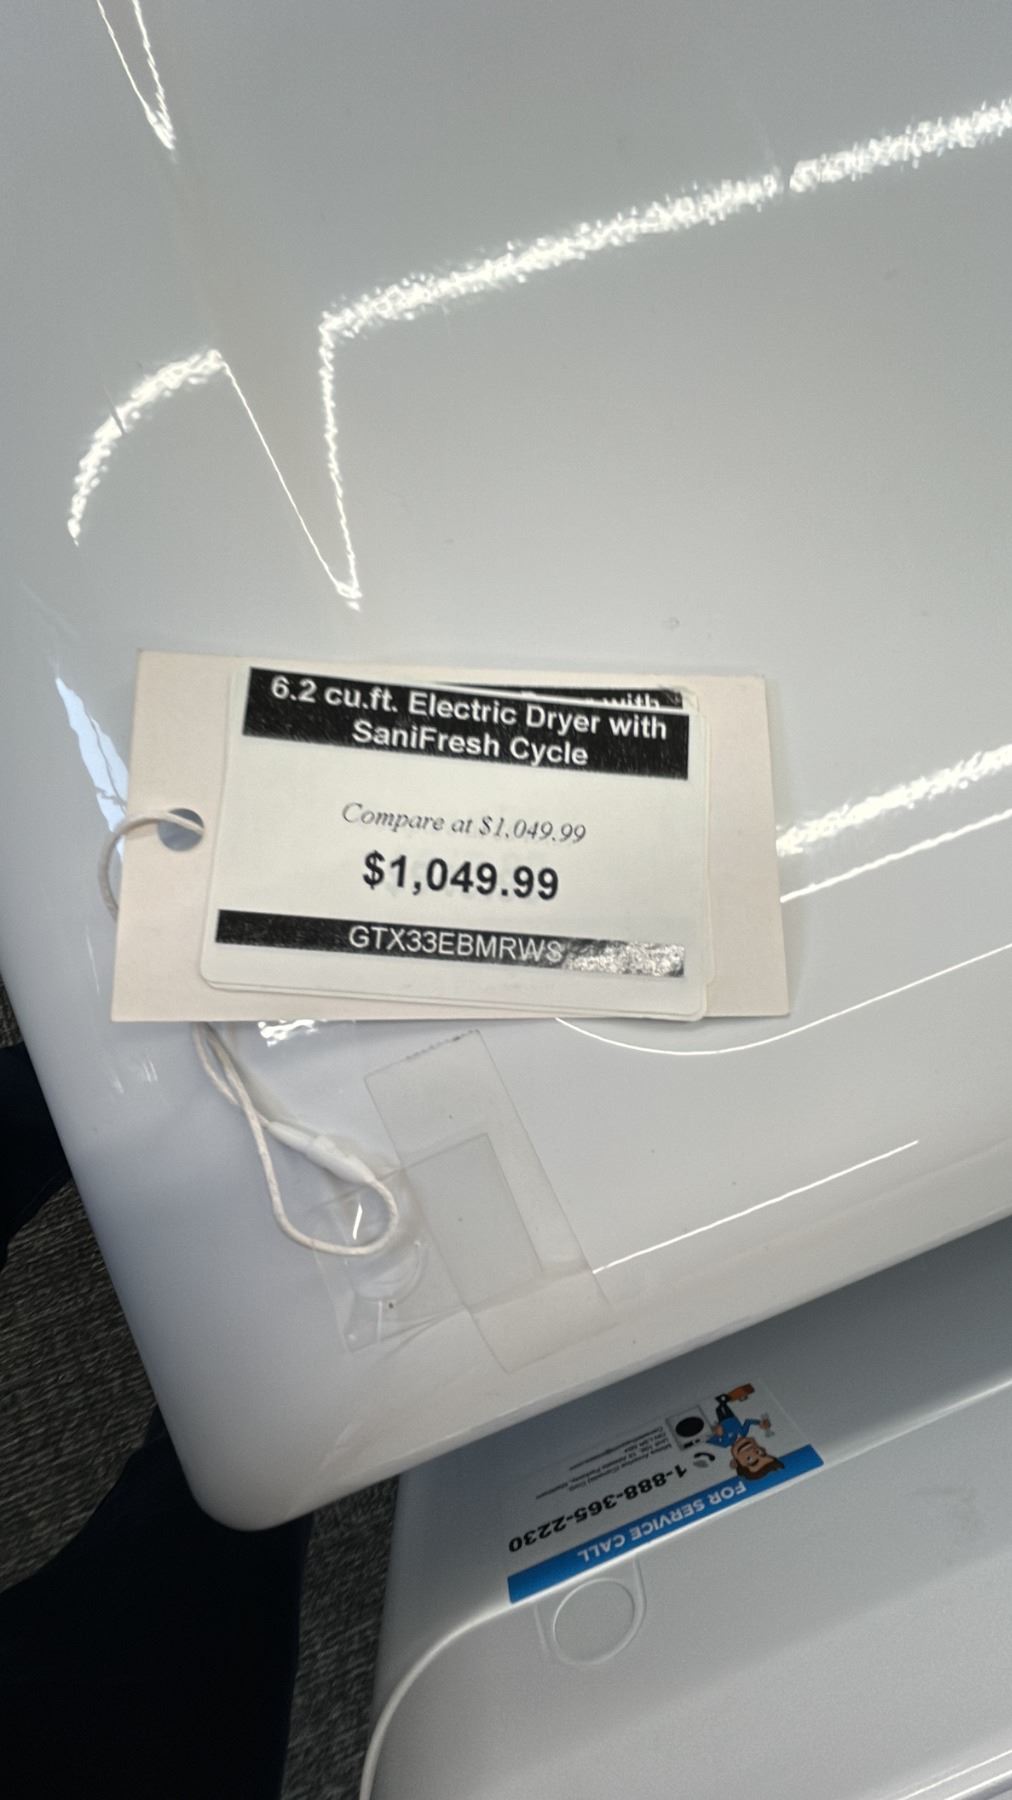 with
6.2 cu.ft. Electric Dryer with
SaniFresh Cycle
Compare at $1,049.99
$1,049.99
GTX33EBMRWS
FOR SERVICE CALL
1-888-365-2230